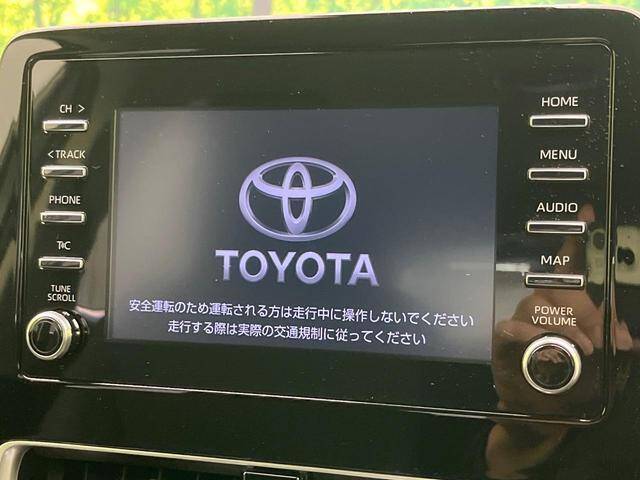 CH >
< TRACK
PHONE
T℃
TUNE
SCROLL
TOYOTA
安全運転のため運転される方は走行中に操作しないでください
走行する際は実際の交通規制に従ってください
HOME
MENU
AUDIO
MAP
POWER
VOLUME